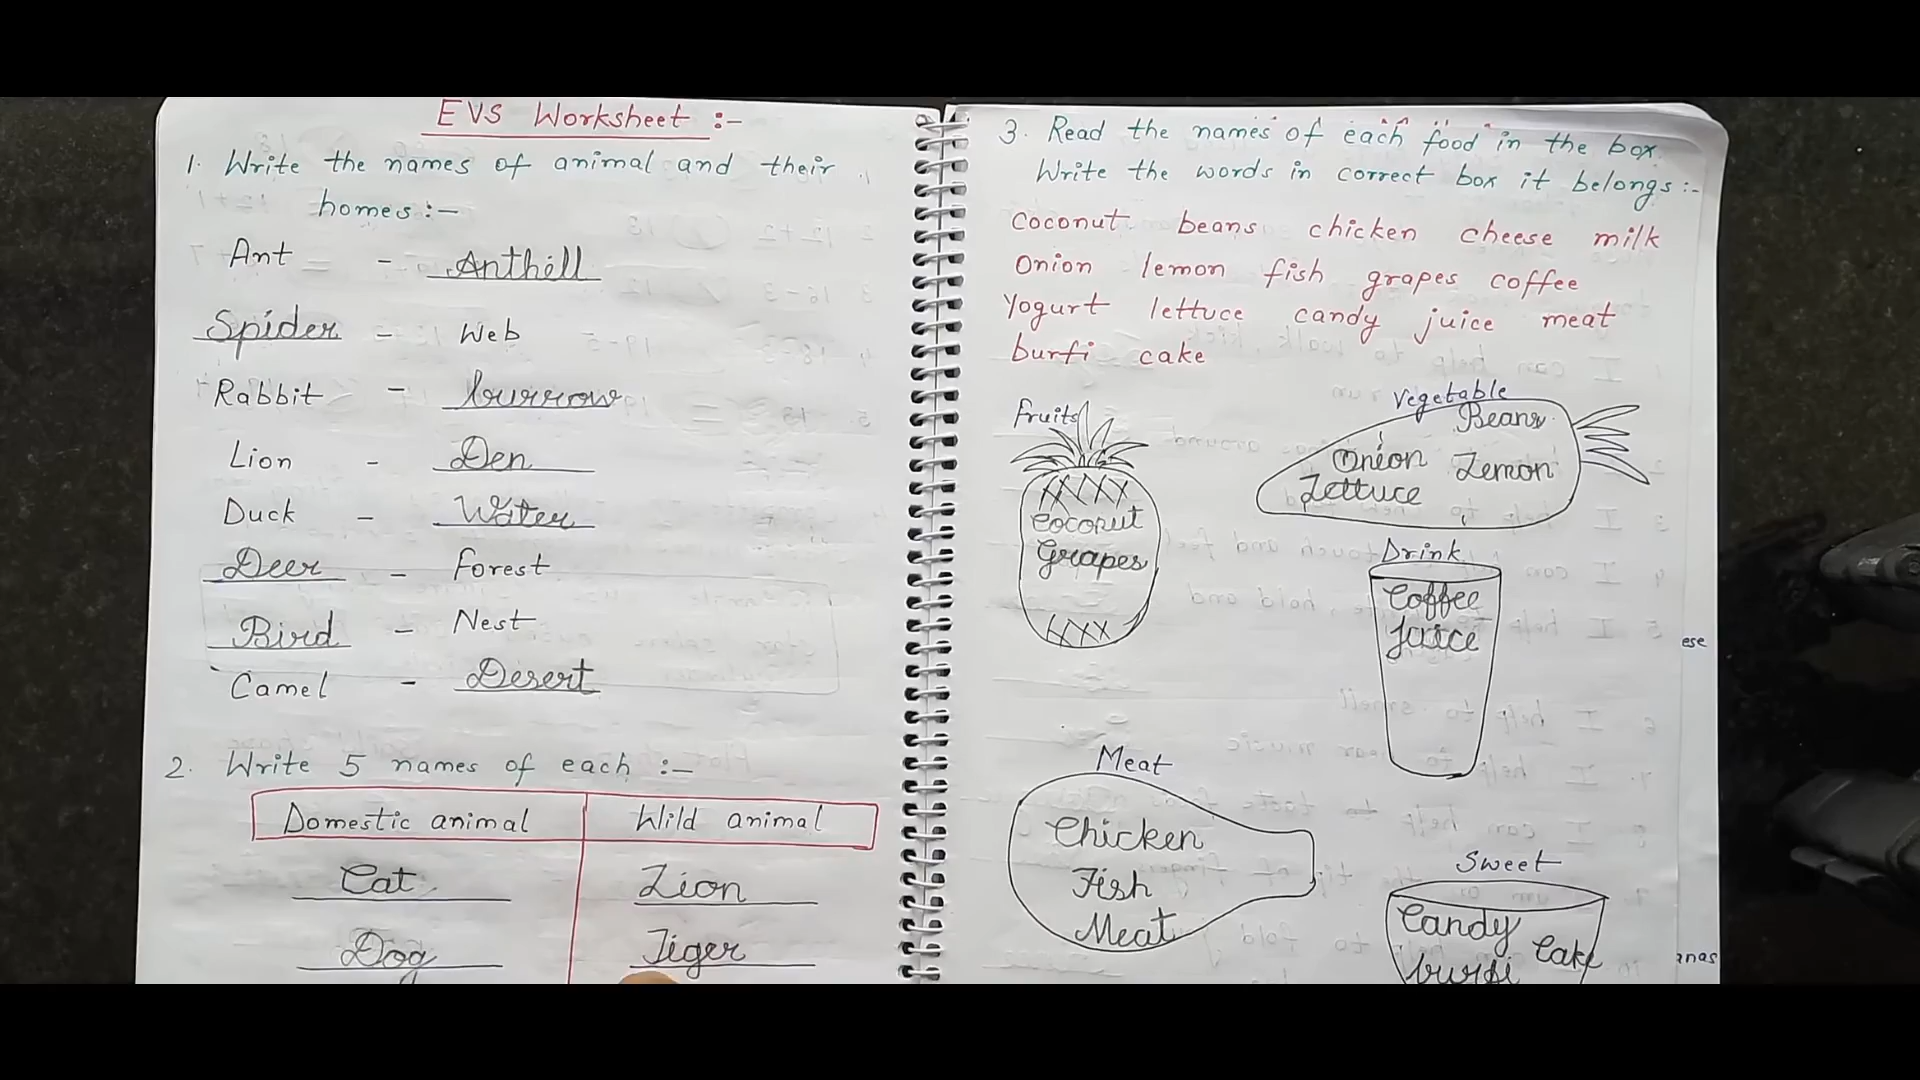 EVS Worksheet :-
1. Write the names of animal and their
homes :-
Ant - Anthill
Spider - Web
Rabbit - burrow
Lion - Den
Duck - Water
Deer - Forest
Bird - Nest
Camel - Desert
2. Write 5 names of each :-
Domestic animal Wild animal
Cat Lion
Dog Tiger
3. Read the names of each food in the box
Write the words in correct box it belongs :-
coconut beans chicken cheese milk
Onion lemon fish grapes coffee
Yogurt lettuce candy juice meat
burfi cake
Fruits
Coconut
Grapes
Vegetable
Beans
Onion Lemon
Lettuce
Drink
Coffee
Juice
Meat
Chicken
Fish
Meat
Sweet
Candy
Cake
burfi
ese